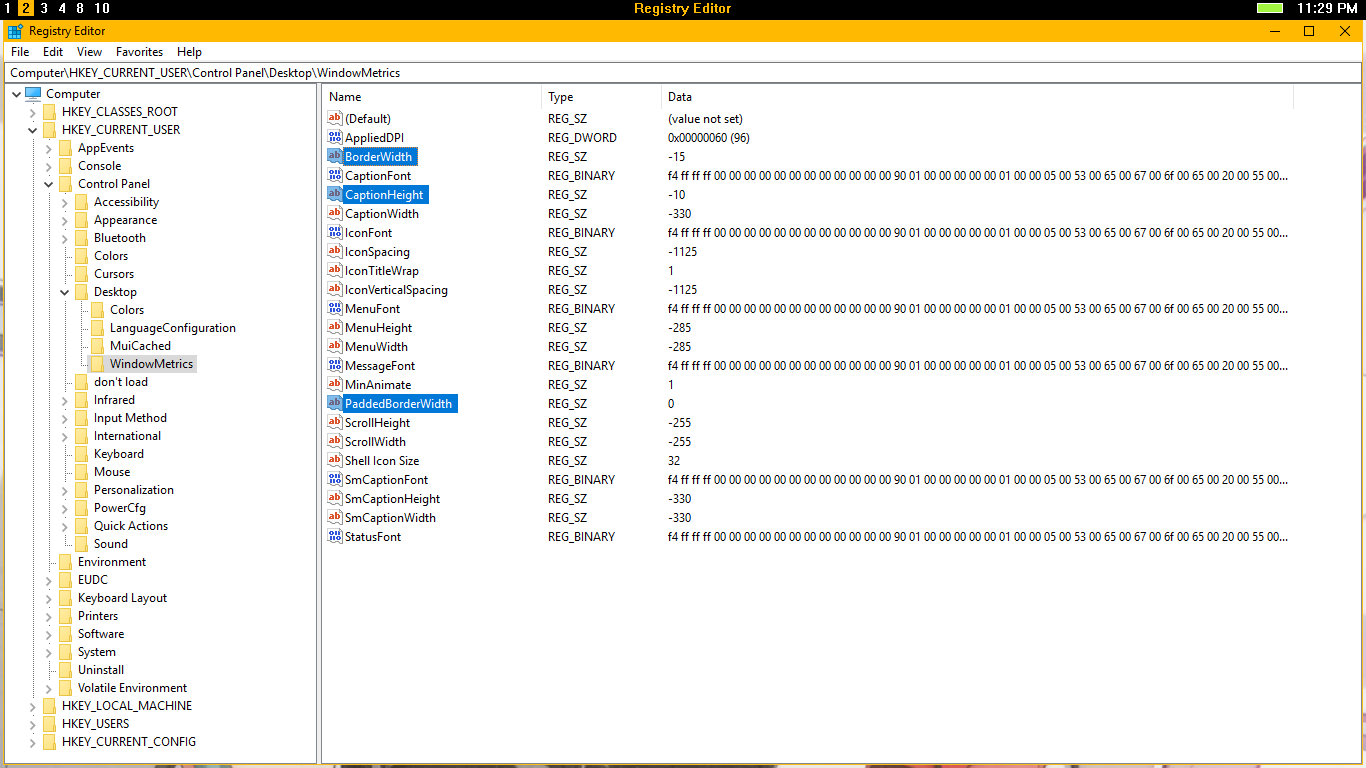 1 2 3 4 8 10 Registry Editor 11:29 PM
Registry Editor
File Edit View Favorites Help
Computer\HKEY_CURRENT_USER\Control Panel\Desktop\WindowMetrics
Computer
HKEY_CLASSES_ROOT
HKEY_CURRENT_USER
AppEvents
Console
Control Panel
Accessibility
Appearance
Bluetooth
Colors
Cursors
Desktop
Colors
LanguageConfiguration
MuiCached
WindowMetrics
don't load
Infrared
Input Method
International
Keyboard
Mouse
Personalization
PowerCfg
Quick Actions
Sound
Environment
EUDC
Keyboard Layout
Printers
Software
System
Uninstall
Volatile Environment
HKEY_LOCAL_MACHINE
HKEY_USERS
HKEY_CURRENT_CONFIG
Name Type Data
(Default) REG_SZ (value not set)
AppliedDPI REG_DWORD 0x00000060 (96)
BorderWidth REG_SZ -15
CaptionFont REG_BINARY f4 ff ff ff 00 00 00 00 00 00 00 00 00 00 00 00 90 01 00 00 00 00 00 01 00 00 05 00 53 00 65 00 67 00 6f 00 65 00 20 00 55 00...
CaptionHeight REG_SZ -10
CaptionWidth REG_SZ -330
IconFont REG_BINARY f4 ff ff ff 00 00 00 00 00 00 00 00 00 00 00 00 90 01 00 00 00 00 00 01 00 00 05 00 53 00 65 00 67 00 6f 00 65 00 20 00 55 00...
IconSpacing REG_SZ -1125
IconTitleWrap REG_SZ 1
IconVerticalSpacing REG_SZ -1125
MenuFont REG_BINARY f4 ff ff ff 00 00 00 00 00 00 00 00 00 00 00 00 90 01 00 00 00 00 00 01 00 00 05 00 53 00 65 00 67 00 6f 00 65 00 20 00 55 00...
MenuHeight REG_SZ -285
MenuWidth REG_SZ -285
MessageFont REG_BINARY f4 ff ff ff 00 00 00 00 00 00 00 00 00 00 00 00 90 01 00 00 00 00 00 01 00 00 05 00 53 00 65 00 67 00 6f 00 65 00 20 00 55 00...
MinAnimate REG_SZ 1
PaddedBorderWidth REG_SZ 0
ScrollHeight REG_SZ -255
ScrollWidth REG_SZ -255
Shell Icon Size REG_SZ 32
SmCaptionFont REG_BINARY f4 ff ff ff 00 00 00 00 00 00 00 00 00 00 00 00 90 01 00 00 00 00 00 01 00 00 05 00 53 00 65 00 67 00 6f 00 65 00 20 00 55 00...
SmCaptionHeight REG_SZ -330
SmCaptionWidth REG_SZ -330
StatusFont REG_BINARY f4 ff ff ff 00 00 00 00 00 00 00 00 00 00 00 00 90 01 00 00 00 00 00 01 00 00 05 00 53 00 65 00 67 00 6f 00 65 00 20 00 55 00...